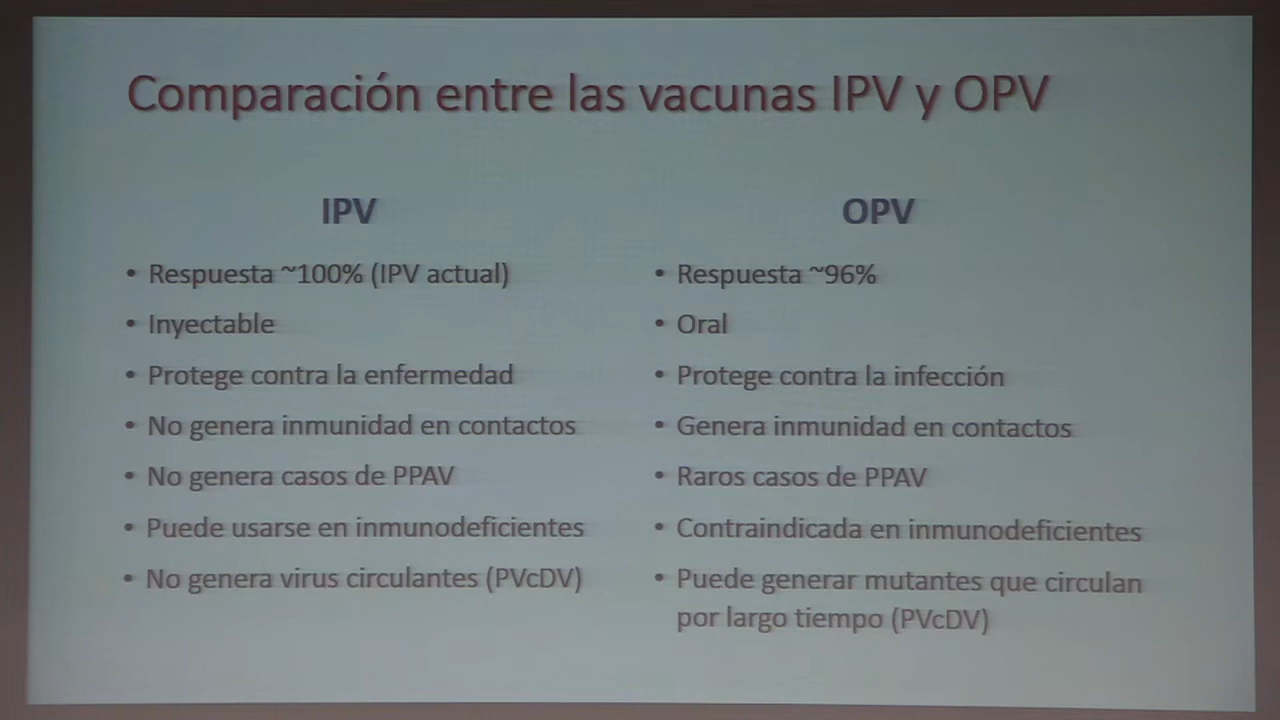 Comparación entre las vacunas IPV y OPV
IPV
• Respuesta ~100% (IPV actual)
• Inyectable
• Protege contra la enfermedad
• No genera inmunidad en contactos
• No genera casos de PPAV
• Puede usarse en inmunodeficientes
• No genera virus circulantes (PVcDV)
OPV
• Respuesta ~96%
• Oral
• Protege contra la infección
• Genera inmunidad en contactos
• Raros casos de PPAV
• Contraindicada en inmunodeficientes
• Puede generar mutantes que circulan
por largo tiempo (PVcDV)